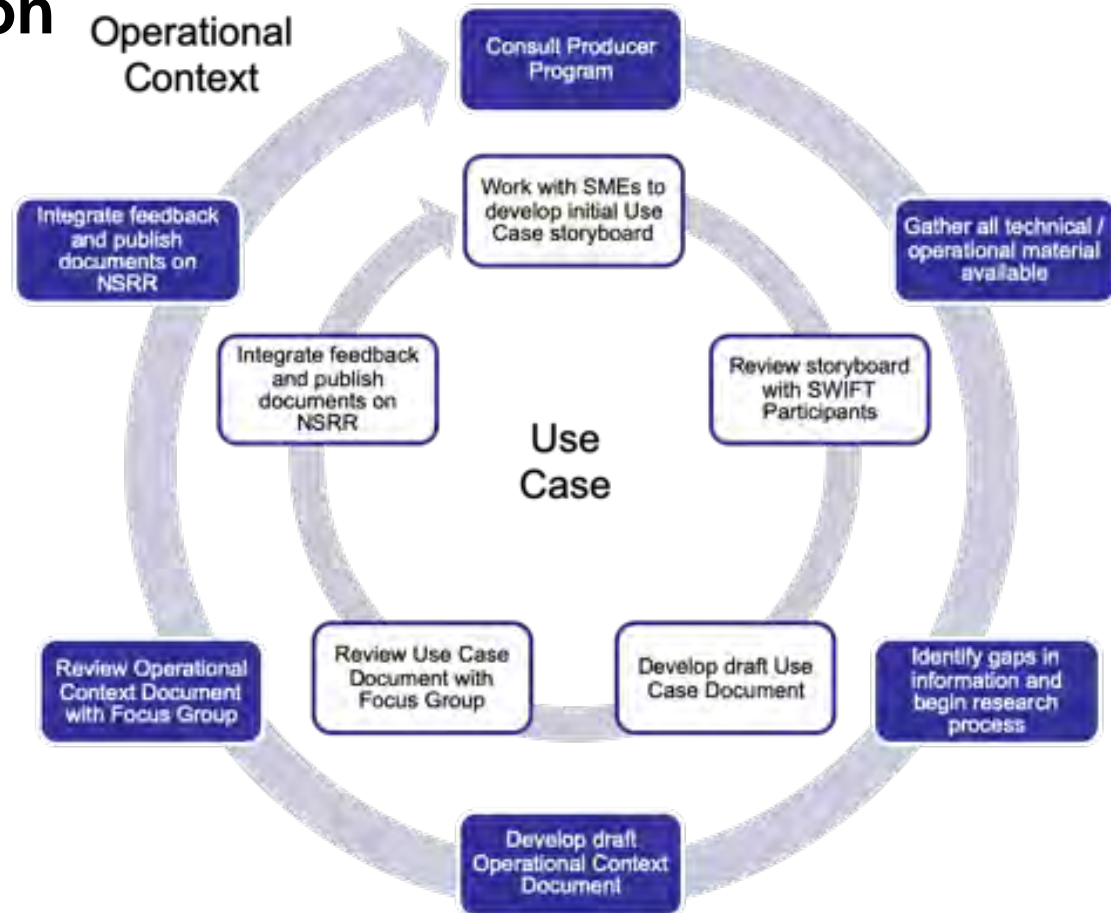 on
Operational
Context
Consult Producer
Program
Work with SMEs to
develop initial Use
Case storyboard
Integrate feedback
and publish
documents on
NSRR
Gather all technical /
operational material
available
Integrate feedback
and publish
documents on
NSRR
Review storyboard
with SWIFT
Participants
Use
Case
Review Operational
Context Document
with Focus Group
Review Use Case
Document with
Focus Group
Develop draft Use
Case Document
Identify gaps in
information and
begin research
process
Develop draft
Operational Context
Document